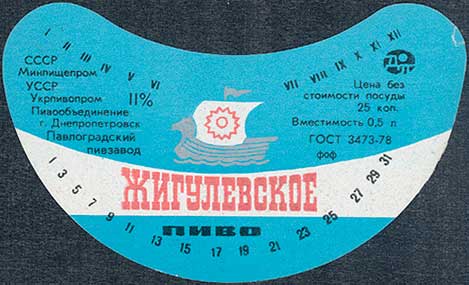 I II III IV V VI
VII VIII IX X XI XII
СССР
Минпищепром
УССР
Укрпивопром 11%
Пивообъединение
г. Днепропетровск
Павлоградский
пивзавод
Цена без
стоимости посуды
25 коп.
Вместимость 0,5 л
ГОСТ 3473-78
фоф
ЖИГУЛЕВСКОЕ
ПИВО
1 3 5 7 9 11 13 15 17 19 21 23 25 27 29 31